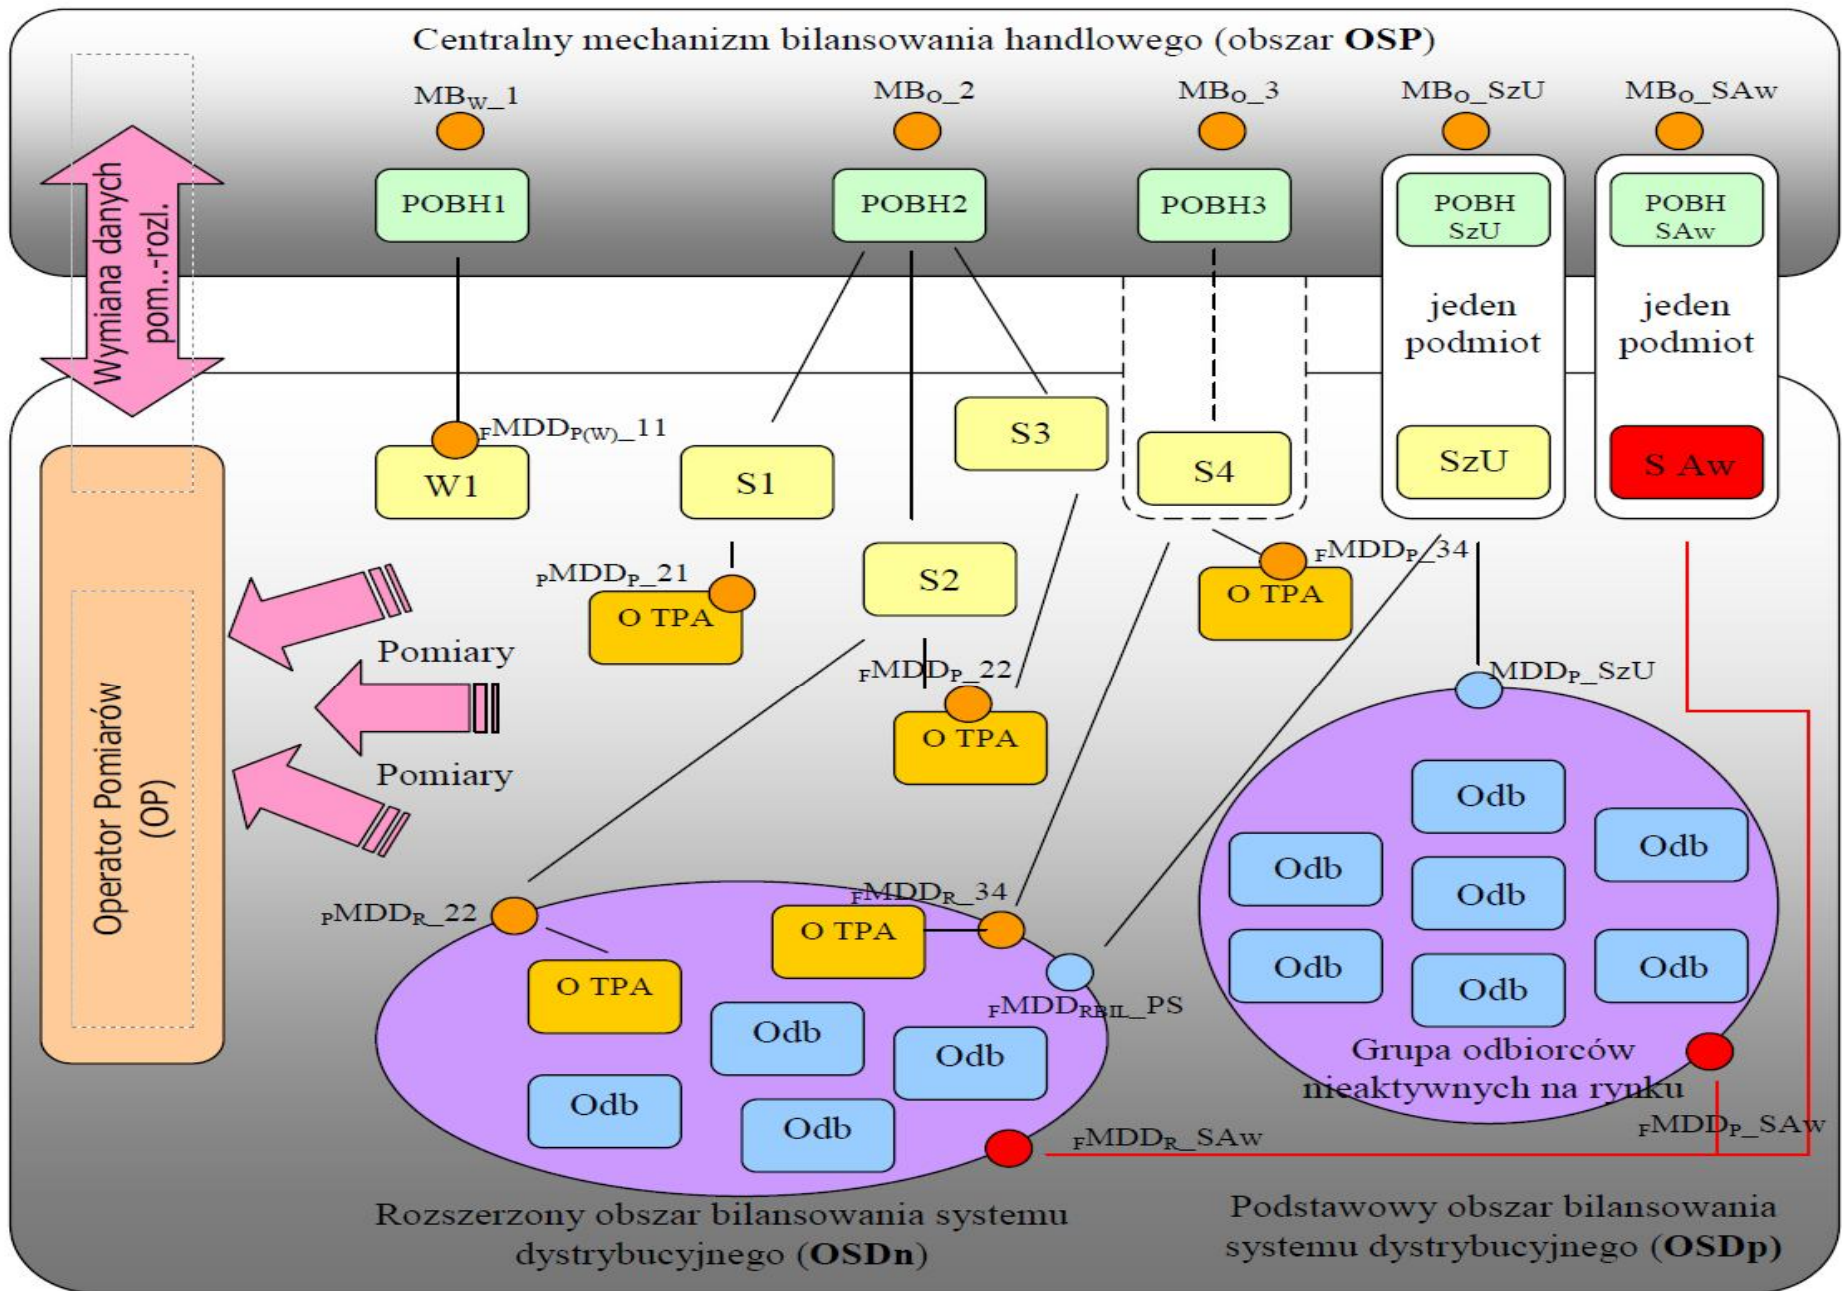 Centralny mechanizm bilansowania handlowego (obszar OSP)
MBW_1
MBO_2
MBO_3
MBO_SzU
MBO_SAw
POBH1
POBH2
POBH3
POBH
SzU
POBH
SAw
Wymiana danych
pom..-rozl.
jeden
podmiot
jeden
podmiot
FMDDP(W)_11
W1
S1
S3
S4
SzU
S Aw
S2
PMDDP_21
O TPA
FMDDP_34
O TPA
Pomiary
FMDDP_22
O TPA
MDDP_SzU
Pomiary
Operator Pomiarów
(OP)
Odb
Odb
Odb
Odb
Odb
Odb
Odb
PMDDR_22
FMDDR_34
O TPA
O TPA
FMDDRBIL_PS
Odb
Odb
Odb
Odb
Grupa odbiorców
nieaktywnych na rynku
FMDDR_SAw
FMDDP_SAw
Rozszerzony obszar bilansowania systemu
dystrybucyjnego (OSDn)
Podstawowy obszar bilansowania
systemu dystrybucyjnego (OSDp)